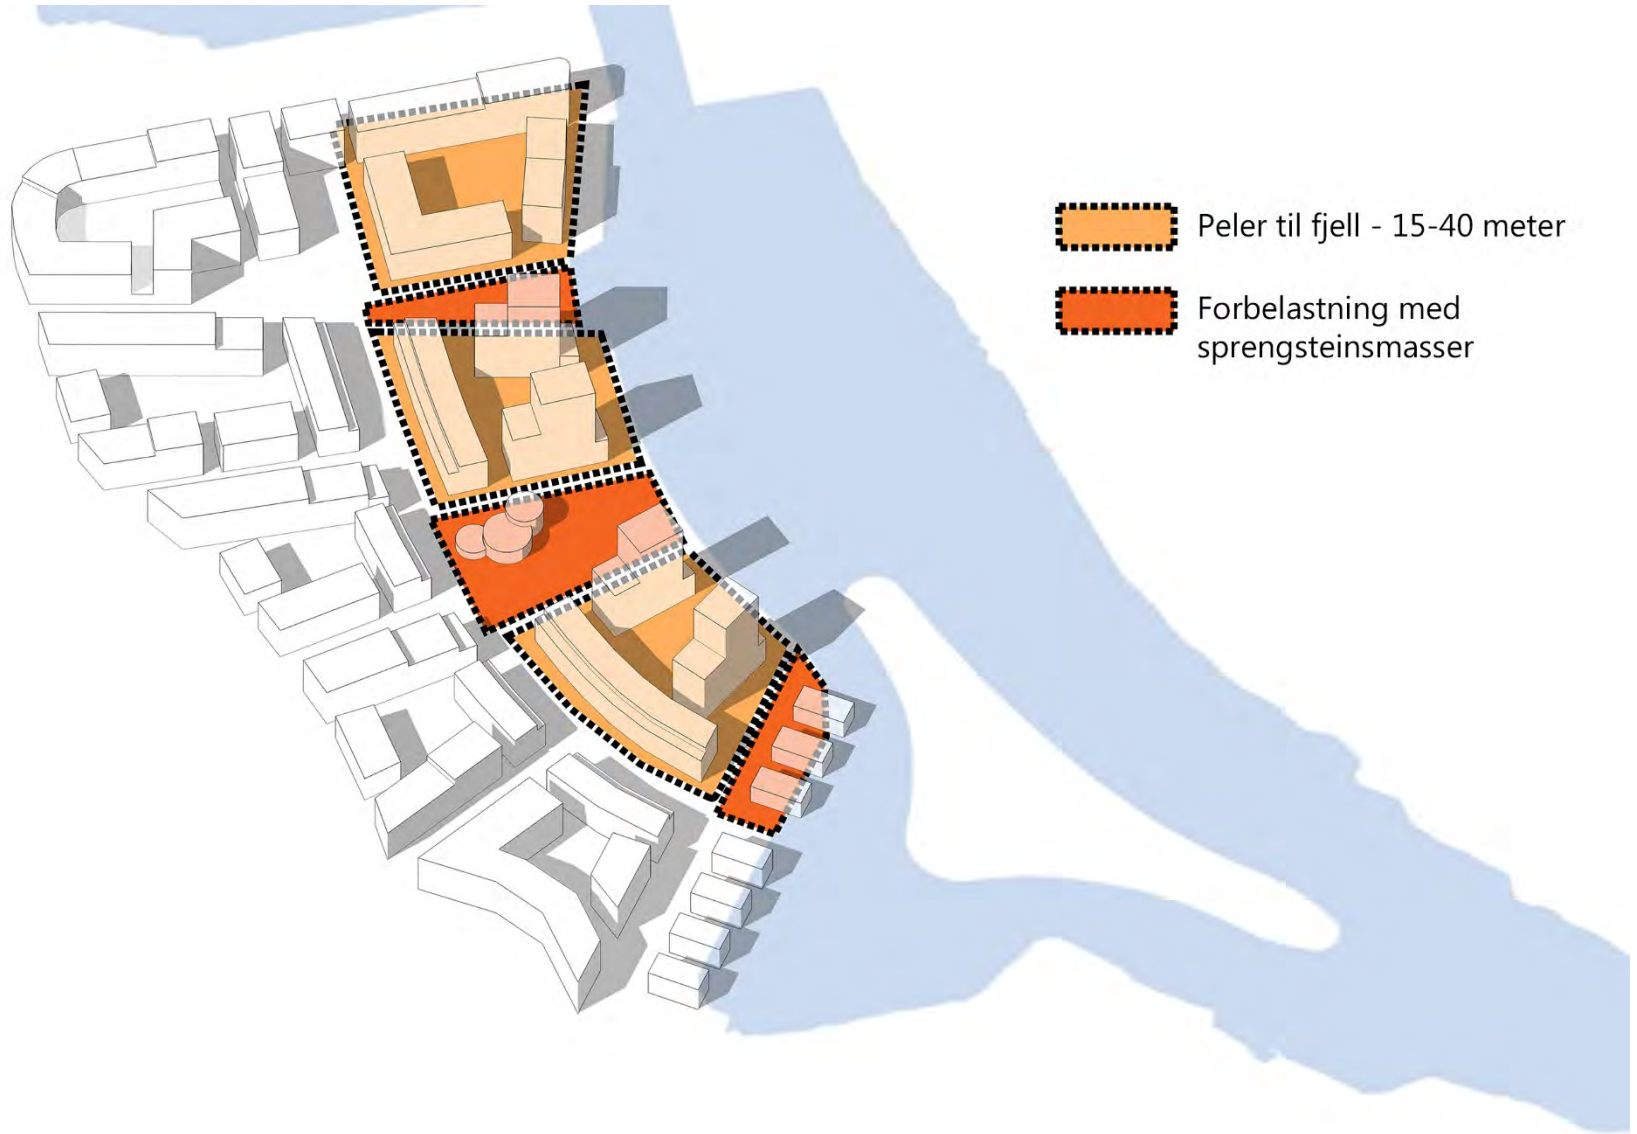 Peler til fjell - 15-40 meter
Forbelastning med
sprengsteinsmasser